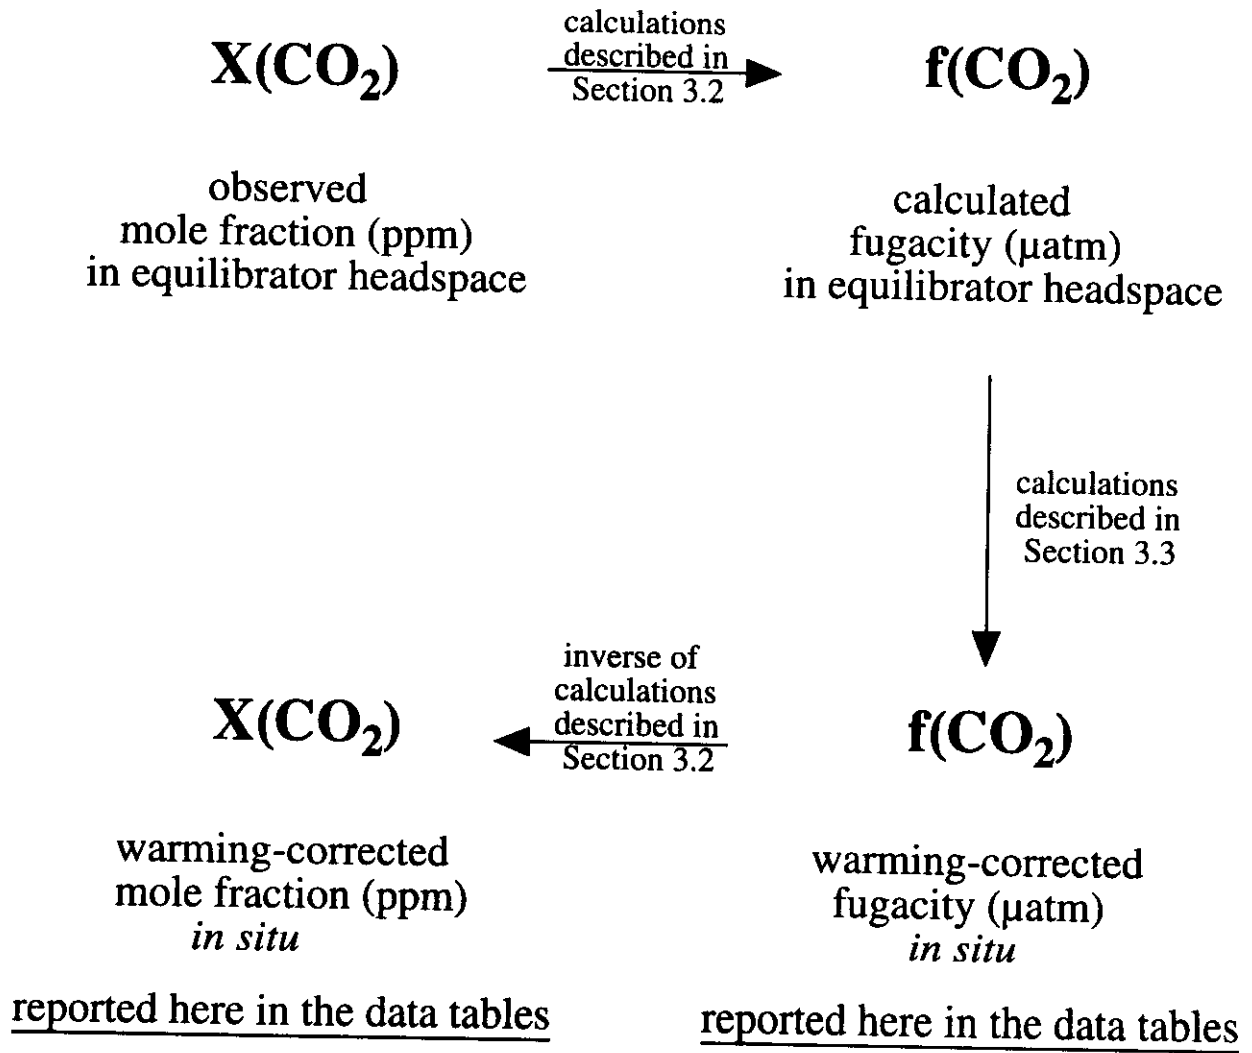 X(CO₂)
calculations
described in
Section 3.2
f(CO₂)
observed
mole fraction (ppm)
in equilibrator headspace
calculated
fugacity (µatm)
in equilibrator headspace
calculations
described in
Section 3.3
X(CO₂)
inverse of
calculations
described in
Section 3.2
f(CO₂)
warming-corrected
mole fraction (ppm)
in situ
warming-corrected
fugacity (µatm)
in situ
reported here in the data tables
reported here in the data tables